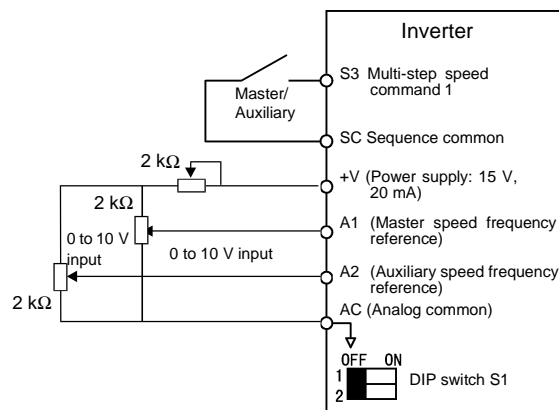 Inverter
S3 Multi-step speed
command 1
Master/
Auxiliary
SC Sequence common
2 kΩ
+V (Power supply: 15 V,
20 mA)
2 kΩ
A1 (Master speed frequency
reference)
0 to 10 V
input
0 to 10 V input
A2 (Auxiliary speed frequency
reference)
2 kΩ
AC (Analog common)
OFF ON
1
2
DIP switch S1